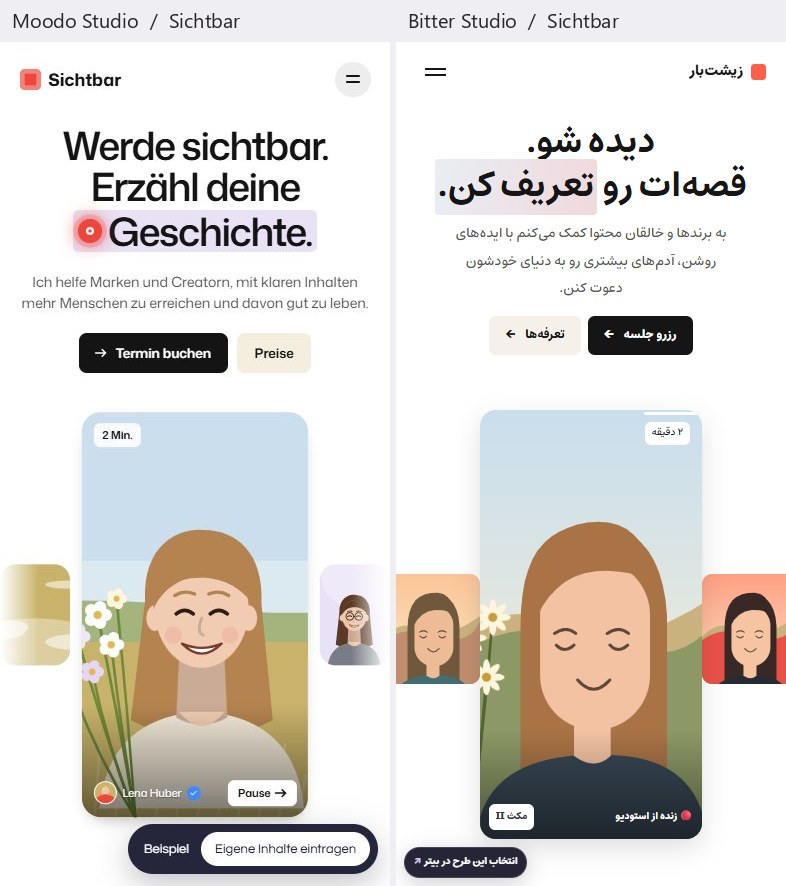 Moodo Studio / Sichtbar
Sichtbar
Werde sichtbar.
Erzähl deine
Geschichte.
Ich helfe Marken und Creatorn, mit klaren Inhalten
mehr Menschen zu erreichen und davon gut zu leben.
→ Termin buchen
Preise
2 Min.
Lena Huber
Pause →
Beispiel
Eigene Inhalte eintragen
Bitter Studio / Sichtbar
زیشت‌بار
دیده شو.
قصه‌ات رو تعریف کن.
به برندها و خالقان محتوا کمک می‌کنم با ایده‌های
روشن، آدم‌های بیشتری رو به دنیای خودشون
دعوت کنن.
رزرو جلسه ←
تعرفه‌ها ←
۲ دقیقه
زنده از استودیو
مکث II
انتخاب این طرح در بیتر ↗